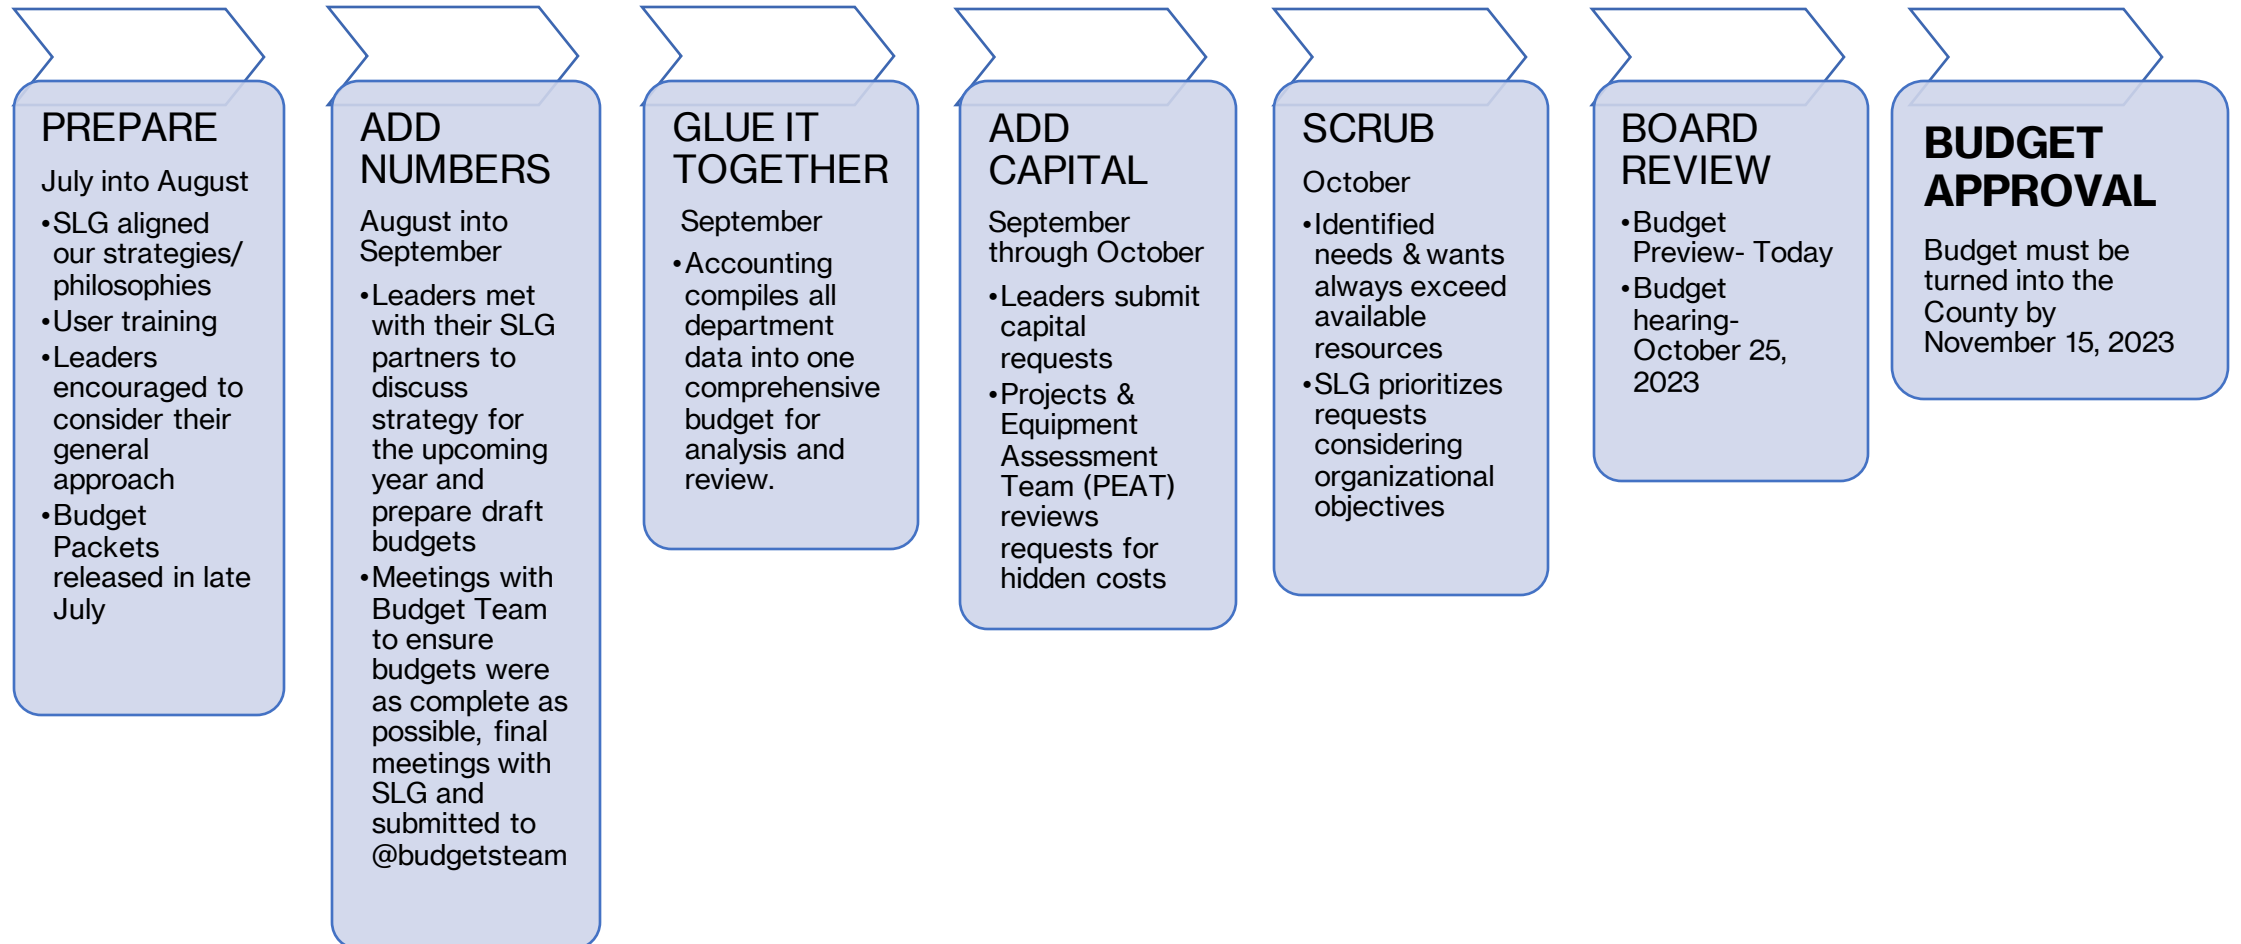 PREPARE
July into August
•SLG aligned
our strategies/
philosophies
•User training
•Leaders
encouraged to
consider their
general
approach
•Budget
Packets
released in late
July
ADD
NUMBERS
August into
September
•Leaders met
with their SLG
partners to
discuss
strategy for
the upcoming
year and
prepare draft
budgets
•Meetings with
Budget Team
to ensure
budgets were
as complete as
possible, final
meetings with
SLG and
submitted to
@budgetsteam
GLUE IT
TOGETHER
September
•Accounting
compiles all
department
data into one
comprehensive
budget for
analysis and
review.
ADD
CAPITAL
September
through October
•Leaders submit
capital
requests
•Projects &
Equipment
Assessment
Team (PEAT)
reviews
requests for
hidden costs
SCRUB
October
•Identified
needs & wants
always exceed
available
resources
•SLG prioritizes
requests
considering
organizational
objectives
BOARD
REVIEW
•Budget
Preview- Today
•Budget
hearing-
October 25,
2023
BUDGET
APPROVAL
Budget must be
turned into the
County by
November 15, 2023